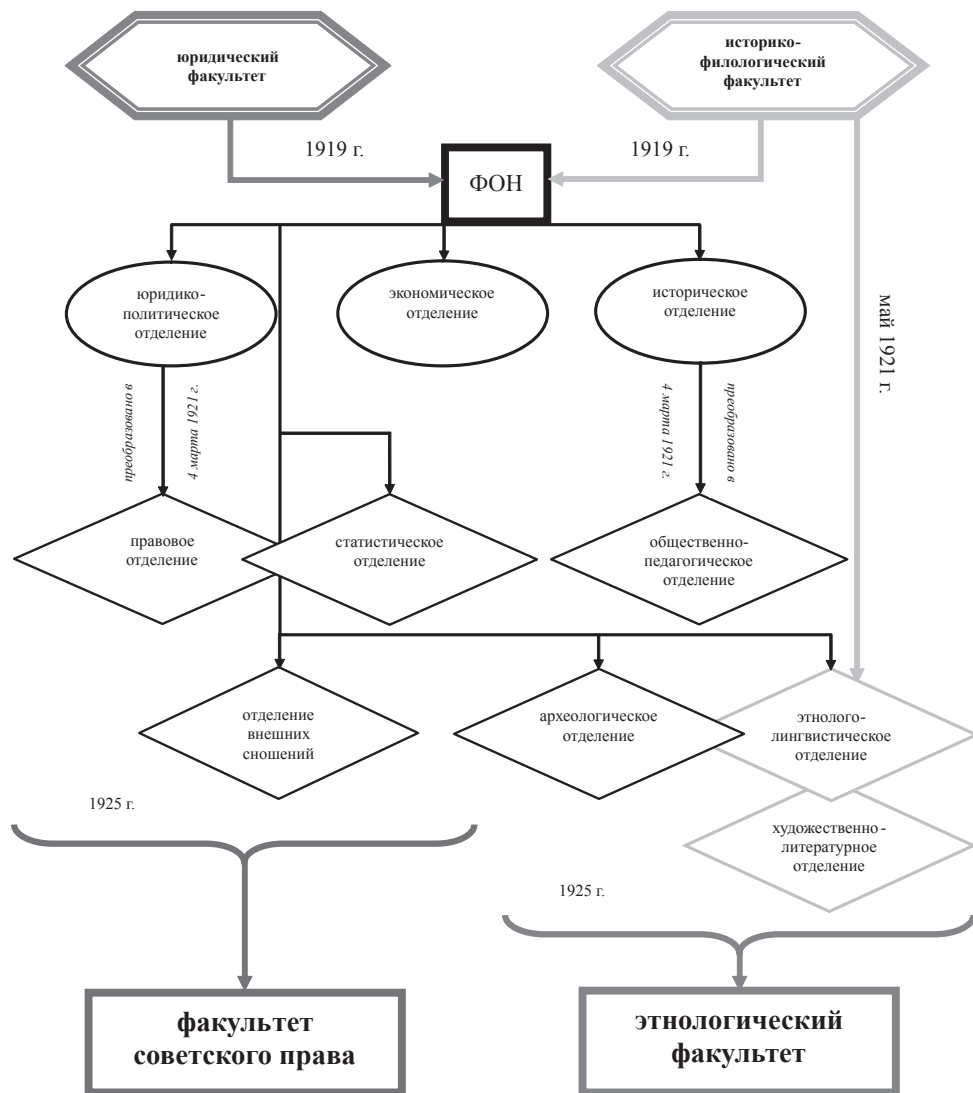 юридический
факультет
историко-
филологический
факультет
1919 г.
1919 г.
ФОН
юридико-
политическое
отделение
экономическое
отделение
историческое
отделение
май 1921 г.
преобразовано в
4 марта 1921 г.
преобразовано в
4 марта 1921 г.
правовое
отделение
статистическое
отделение
общественно-
педагогическое
отделение
отделение
внешних
сношений
археологическое
отделение
этнолого-
лингвистическое
отделение
1925 г.
художественно-
литературное
отделение
1925 г.
факультет
советского права
этнологический
факультет